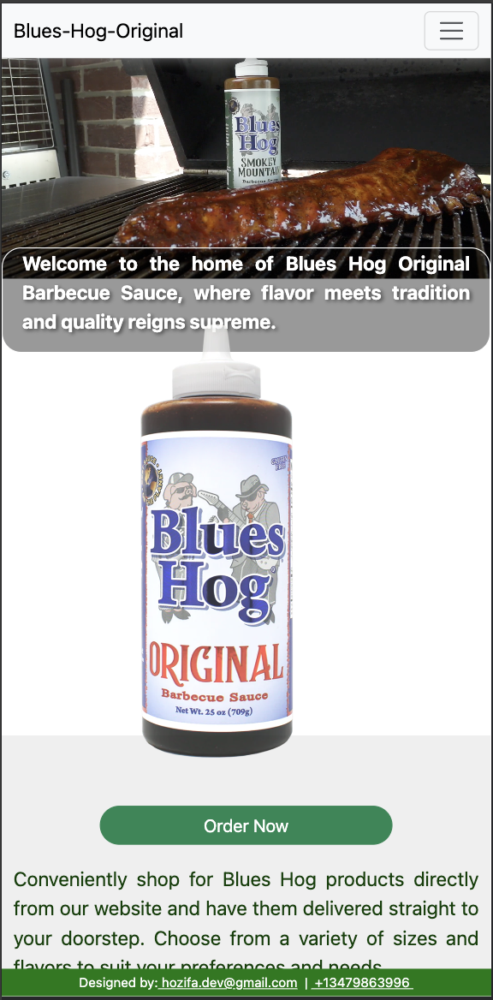 Blues-Hog-Original
Blues
Hog
SMOKEY
MOUNTAIN
Barbecue Sauce
Welcome to the home of Blues Hog Original
Barbecue Sauce, where flavor meets tradition
and quality reigns supreme.
GLUTEN
FREE
Blues
Hog
ORIGINAL
Barbecue Sauce
Net Wt. 25 oz (709g)
Order Now
Conveniently shop for Blues Hog products directly
from our website and have them delivered straight to
your doorstep. Choose from a variety of sizes and
flavors to suit your preferences and needs.
Designed by: hozifa.dev@gmail.com | +13479863996